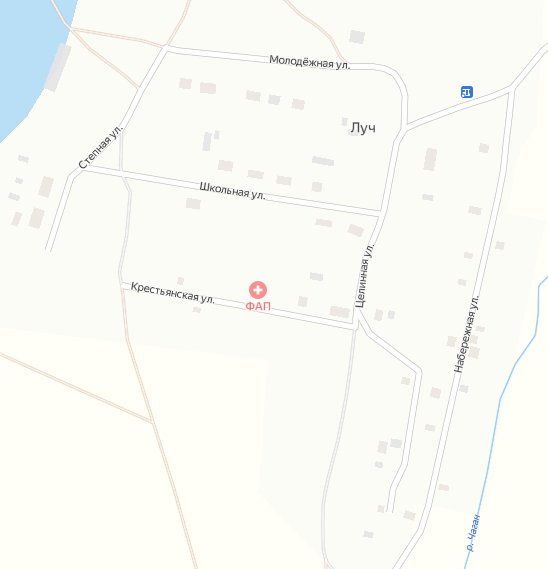 Молодёжная ул.
Луч
Степная ул.
Школьная ул.
Целинная ул.
Крестьянская ул.
ФАП
Набережная ул.
р. Чаган